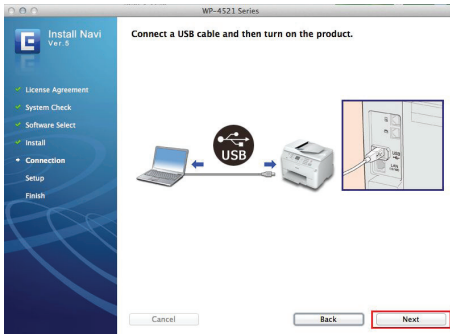 WP-4521 Series
Install Navi
Ver.5
Connect a USB cable and then turn on the product.
License Agreement
System Check
Software Select
Install
Connection
Setup
Finish
USB
Cancel
Back
Next